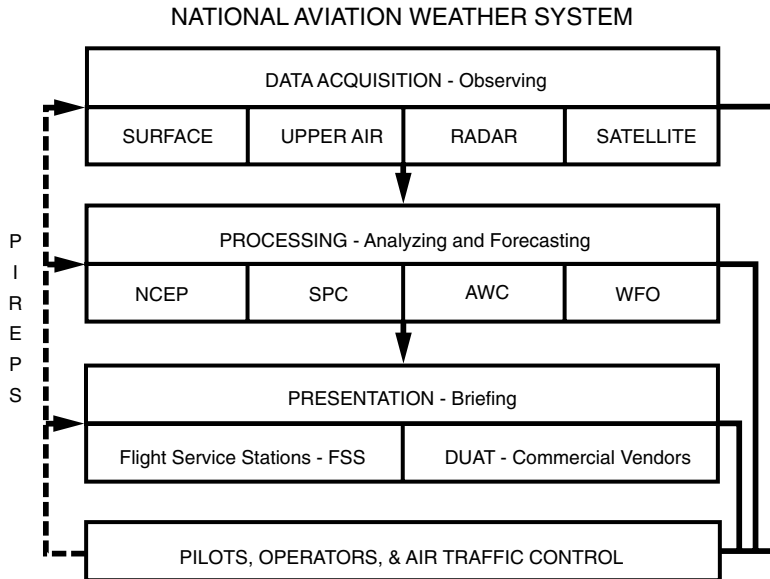 NATIONAL AVIATION WEATHER SYSTEM
DATA ACQUISITION - Observing
SURFACE UPPER AIR RADAR SATELLITE
PROCESSING - Analyzing and Forecasting
NCEP SPC AWC WFO
PRESENTATION - Briefing
Flight Service Stations - FSS DUAT - Commercial Vendors
PILOTS, OPERATORS, & AIR TRAFFIC CONTROL
PIREPS